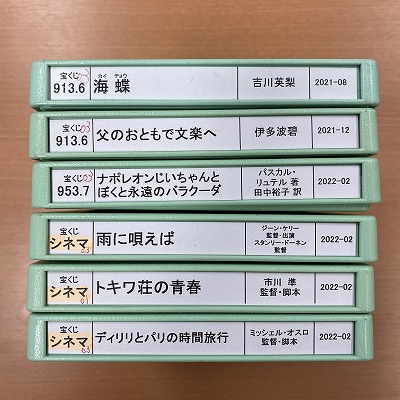 宝くじ 03
913.6
カイ チョウ
海 蝶
吉川英梨
2021-08
宝くじ 03
913.6
父のおともで文楽へ
伊多波碧
2021-12
宝くじ 03
953.7
ナポレオンじいちゃんと
ぼくと永遠のバラクーダ
パスカル・
リュテル 著
田中裕子 訳
2022-02
宝くじ
シネマ
雨に唄えば
ジーン・ケリー
監督・出演
スタンリー・ドーネン
監督
2022-02
宝くじ
シネマ
トキワ荘の青春
市川 準
監督・脚本
2022-02
宝くじ
シネマ
ディリリとパリの時間旅行
ミッシェル・オスロ
監督・脚本
2022-02